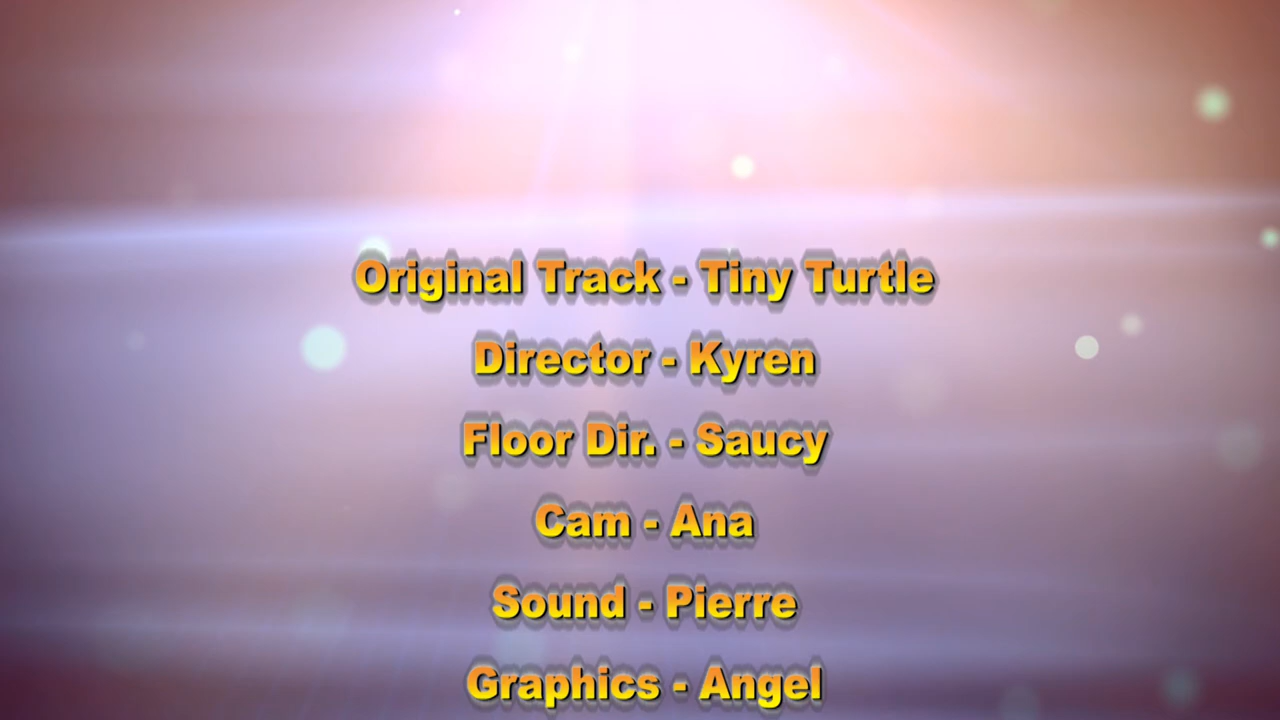 Original Track - Tiny Turtle
Director - Kyren
Floor Dir. - Saucy
Cam - Ana
Sound - Pierre
Graphics - Angel